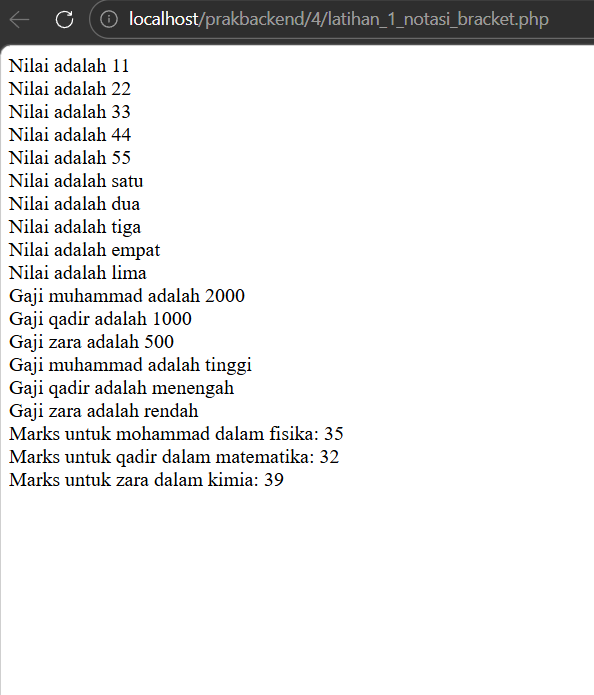 localhost/prakbackend/4/latihan_1_notasi_bracket.php
Nilai adalah 11
Nilai adalah 22
Nilai adalah 33
Nilai adalah 44
Nilai adalah 55
Nilai adalah satu
Nilai adalah dua
Nilai adalah tiga
Nilai adalah empat
Nilai adalah lima
Gaji muhammad adalah 2000
Gaji qadir adalah 1000
Gaji zara adalah 500
Gaji muhammad adalah tinggi
Gaji qadir adalah menengah
Gaji zara adalah rendah
Marks untuk mohammad dalam fisika: 35
Marks untuk qadir dalam matematika: 32
Marks untuk zara dalam kimia: 39